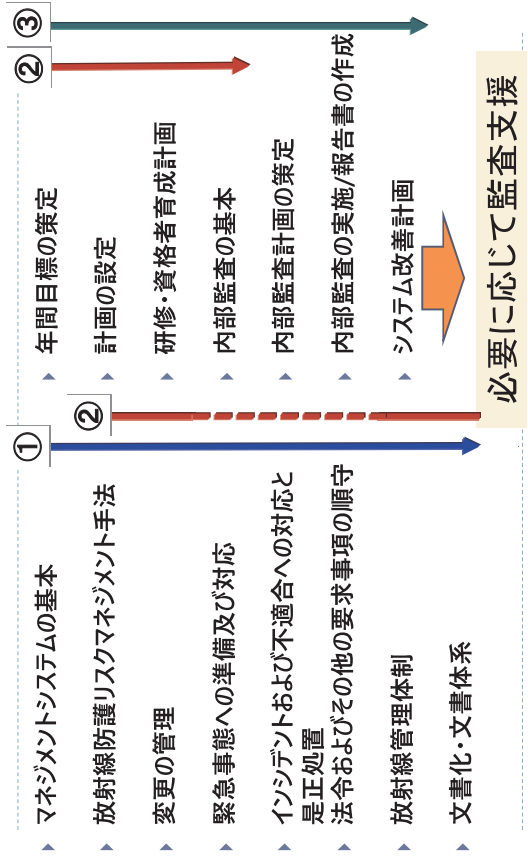 ①
マネジメントシステムの基本
放射線防護リスクマネジメント手法
変更の管理
緊急事態への準備及び対応
インシデントおよび不適合への対応と
是正処置
法令およびその他の要求事項の順守
放射線管理体制
文書化・文書体系
②
②
③
年間目標の策定
計画の設定
研修・資格者育成計画
内部監査の基本
内部監査計画の策定
内部監査の実施/報告書の作成
システム改善計画
必要に応じて監査支援